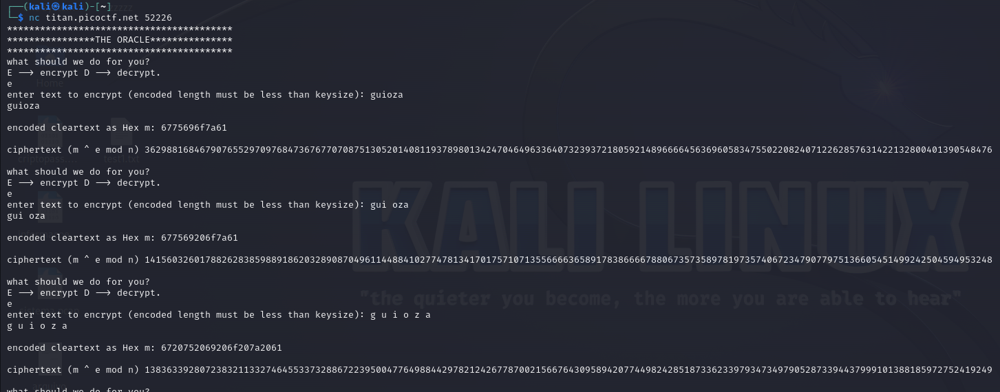 ┌──(kali㉿kali)-[~]
└─$ nc titan.picoctf.net 52226
*****************************************
****************THE ORACLE***************
*****************************************
what should we do for you?
E --> encrypt D --> decrypt.
e
enter text to encrypt (encoded length must be less than keysize): guioza
guioza
encoded cleartext as Hex m: 6775696f7a61
ciphertext (m ^ e mod n)
what should we do for you?
E --> encrypt D --> decrypt.
e
enter text to encrypt (encoded length must be less than keysize): gui oza
gui oza
encoded cleartext as Hex m: 677569206f7a61
ciphertext (m ^ e mod n)
what should we do for you?
E --> encrypt D --> decrypt.
e
enter text to encrypt (encoded length must be less than keysize): g u i o z a
g u i o z a
encoded cleartext as Hex m: 6720752069206f207a2061
ciphertext (m ^ e mod n)
what should we do for you?
Home
test1.txt
KALI LINUX
"the quieter you become, the more you are able to hear"